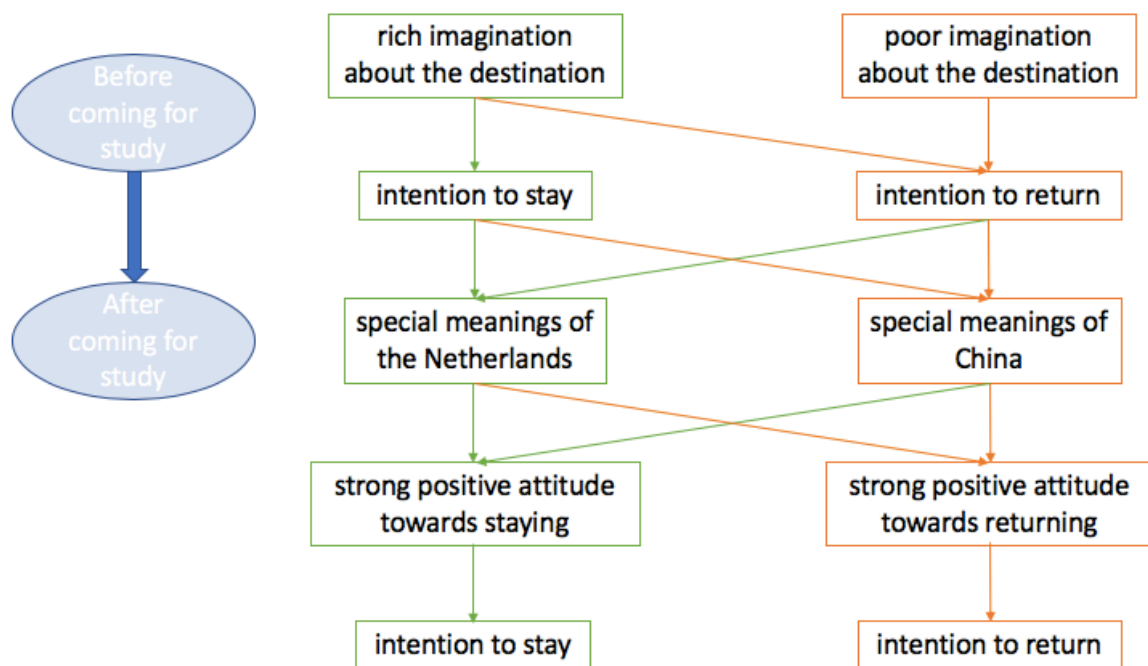 Before
coming for
study
After
coming for
study
rich imagination
about the destination
poor imagination
about the destination
intention to stay
intention to return
special meanings of
the Netherlands
special meanings of
China
strong positive attitude
towards staying
strong positive attitude
towards returning
intention to stay
intention to return